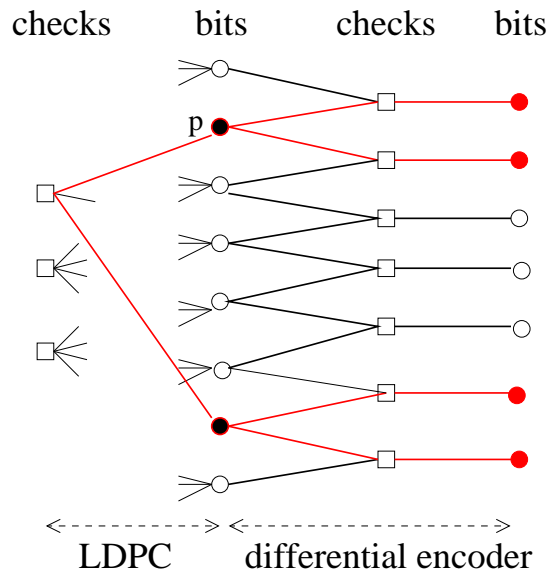 checks bits checks bits
p
LDPC differential encoder